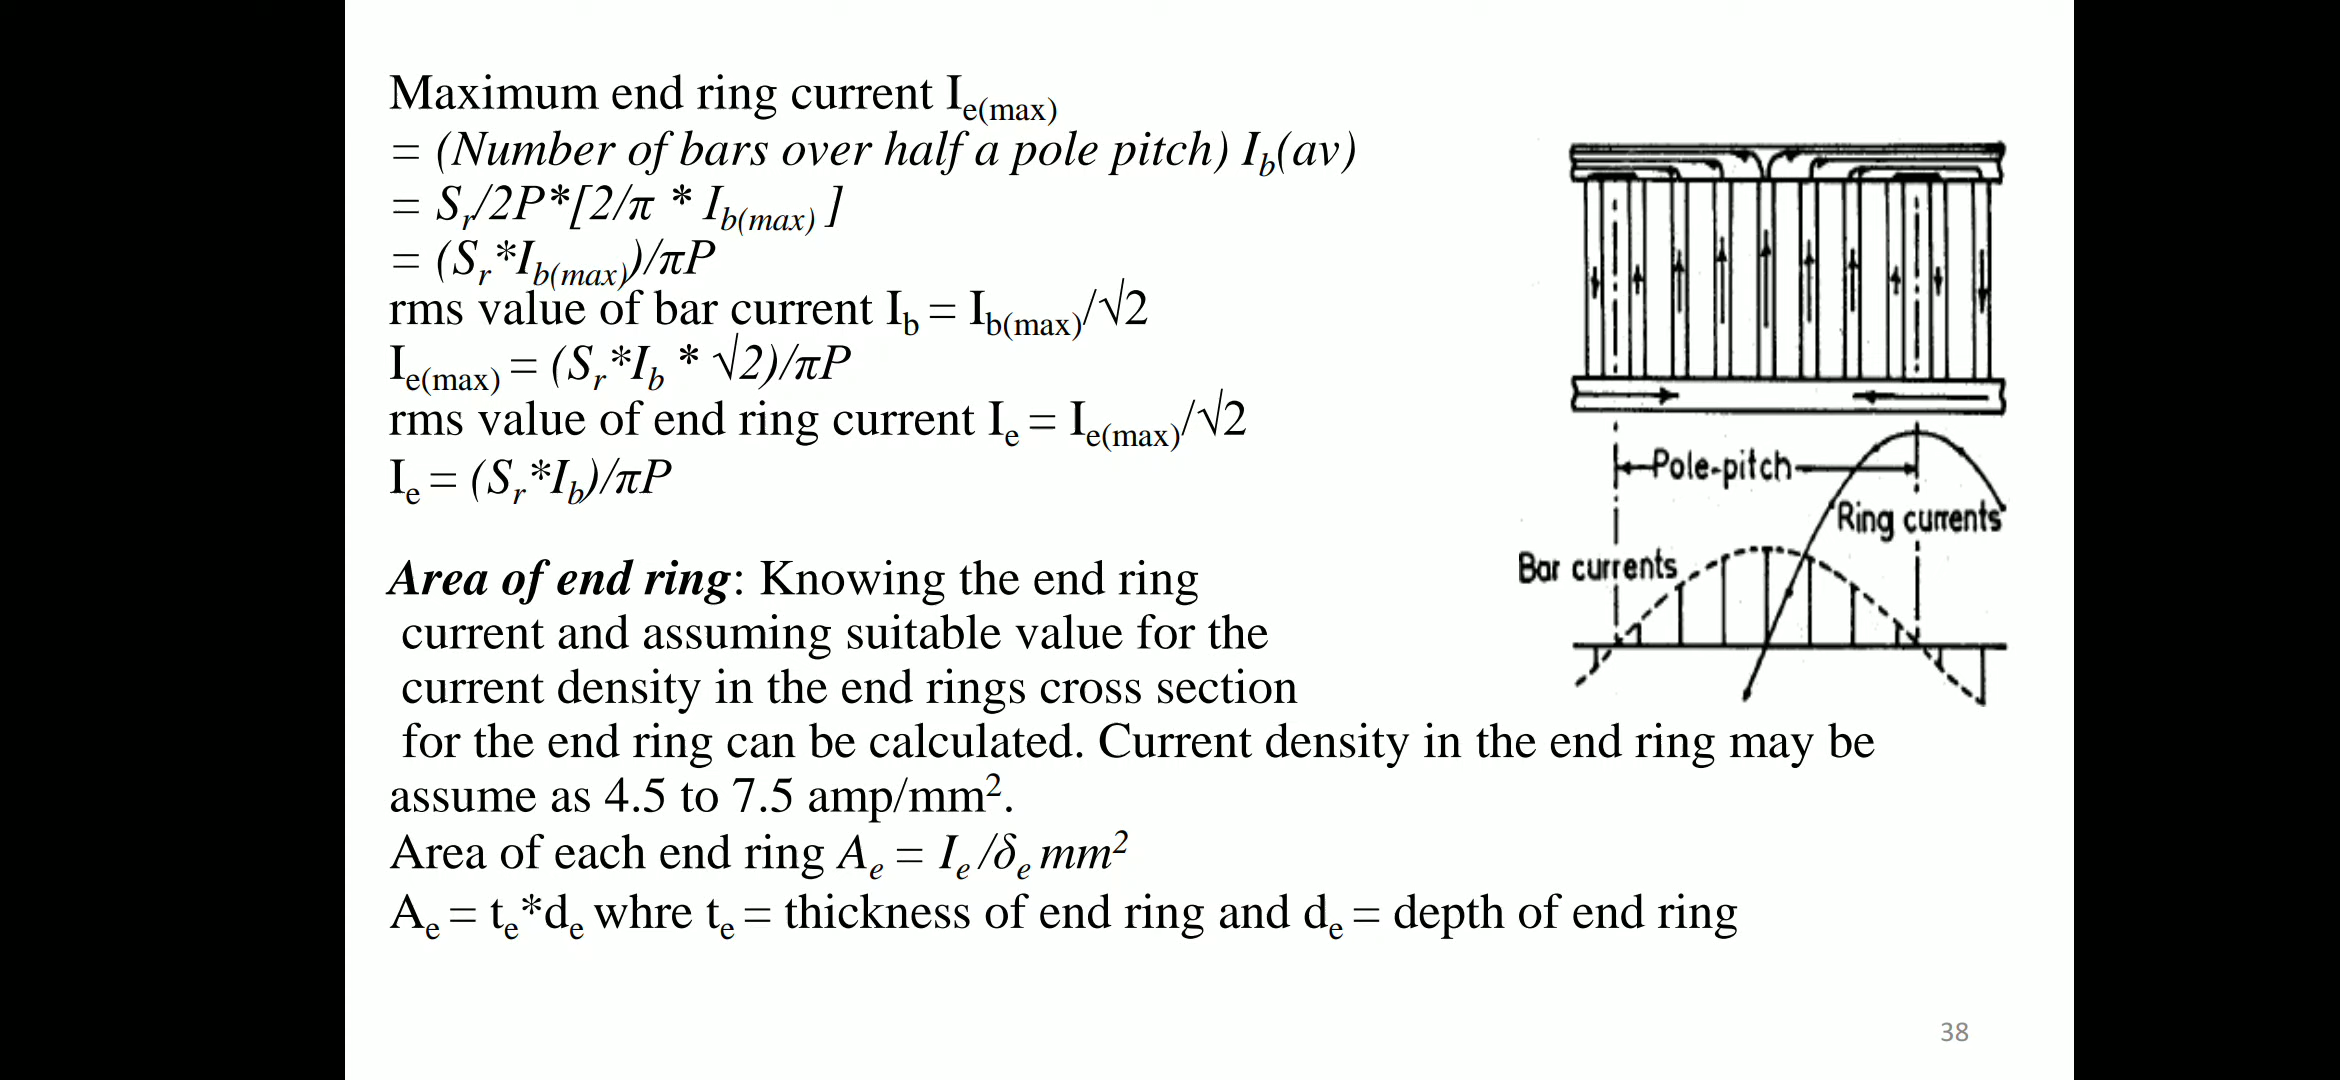 Maximum end ring current Ie(max)
= (Number of bars over half a pole pitch) Ib(av)
= Sr/2P*[2/π * Ib(max) ]
= (Sr*Ib(max))/πP
rms value of bar current Ib = Ib(max)/√2
Ie(max) = (Sr*Ib * √2)/πP
rms value of end ring current Ie = Ie(max)/√2
Ie = (Sr*Ib)/πP
Area of end ring: Knowing the end ring
current and assuming suitable value for the
current density in the end rings cross section
for the end ring can be calculated. Current density in the end ring may be
assume as 4.5 to 7.5 amp/mm².
Area of each end ring Ae = Ie /δe mm²
Ae = te*de whre te = thickness of end ring and de = depth of end ring
Pole-pitch
Ring currents
Bar currents
38